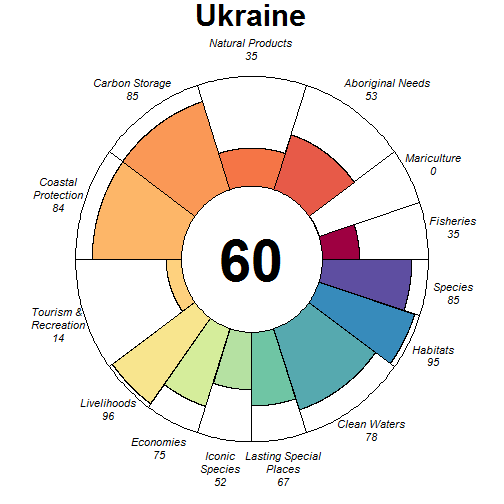 Ukraine
Natural Products
35
Carbon Storage
85
Aboriginal Needs
53
Mariculture
0
Coastal
Protection
84
Fisheries
35
60
Species
85
Tourism &
Recreation
14
Habitats
95
Livelihoods
96
Clean Waters
78
Economies
75
Iconic
Species
52
Lasting Special
Places
67